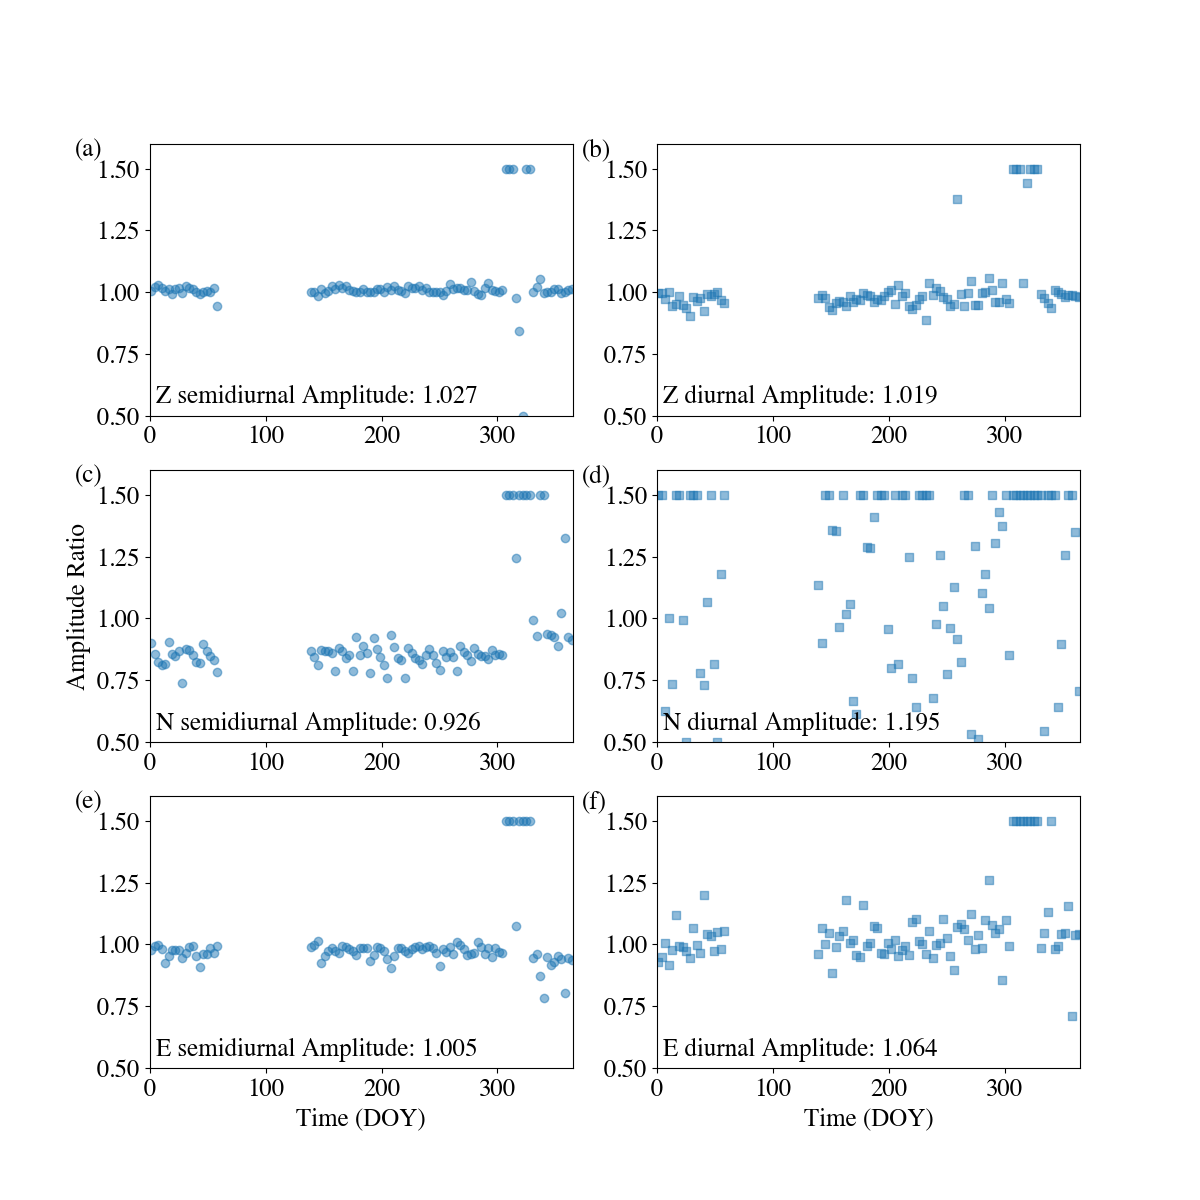 (a)
1.50
1.25
1.00
0.75
0.50
Z semidiurnal Amplitude: 1.027
0 100 200 300
(b)
1.50
1.25
1.00
0.75
0.50
Z diurnal Amplitude: 1.019
0 100 200 300
Amplitude Ratio
(c)
1.50
1.25
1.00
0.75
0.50
N semidiurnal Amplitude: 0.926
0 100 200 300
(d)
1.50
1.25
1.00
0.75
0.50
N diurnal Amplitude: 1.195
0 100 200 300
(e)
1.50
1.25
1.00
0.75
0.50
E semidiurnal Amplitude: 1.005
0 100 200 300
Time (DOY)
(f)
1.50
1.25
1.00
0.75
0.50
E diurnal Amplitude: 1.064
0 100 200 300
Time (DOY)